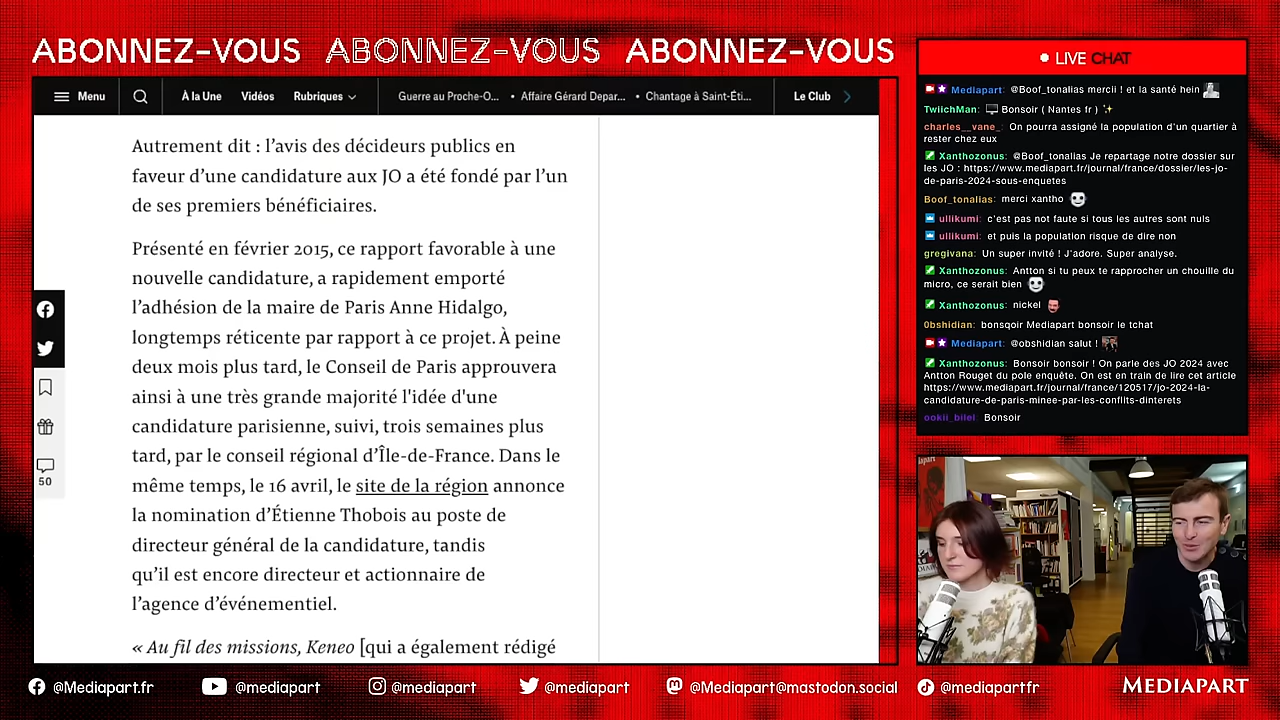 ABONNEZ-VOUS ABONNEZ-VOUS ABONNEZ-VOUS
Menu
À la Une Vidéos Rubriques
Guerre au Proche-O... • Affaire Gérard Depar... • Chantage à Saint-Éti...
Le Club
Autrement dit : l'avis des décideurs publics en
faveur d'une candidature aux JO a été fondé par l'un
de ses premiers bénéficiaires.
Présenté en février 2015, ce rapport favorable à une
nouvelle candidature, a rapidement emporté
l'adhésion de la maire de Paris Anne Hidalgo,
longtemps réticente par rapport à ce projet. À peine
deux mois plus tard, le Conseil de Paris approuvera
ainsi à une très grande majorité l'idée d'une
candidature parisienne, suivi, trois semaines plus
tard, par le conseil régional d'Île-de-France. Dans le
même temps, le 16 avril, le site de la région annonce
la nomination d'Étienne Thobois au poste de
directeur général de la candidature, tandis
qu'il est encore directeur et actionnaire de
l'agence d'événementiel.
« Au fil des missions, Keneo [qui a également rédigé
50
LIVE CHAT
Mediapart: @Boof_tonalias mercii ! et la santé hein
TwiichMan: Bonsoir ( Nantes fr )
charles__vane_: On pourra assigné la population d'un quartier à
rester chez eux
Xanthozonus: @Boof_tonalias Je repartage notre dossier sur
les JO : https://www.mediapart.fr/journal/france/dossier/les-jo-
de-paris-2024-sous-enquetes
Boof_tonalias: merci xantho
ullikumi: c'est pas not faute si tous les autres sont nuls
ullikumi: et puis la population risque de dire non
gregivana: Un super invité ! J'adore. Super analyse.
Xanthozonus: Antton si tu peux te rapprocher un chouille du
micro, ce serait bien
Xanthozonus: nickel
0bshidian: bonsqoir Mediapart bonsoir le tchat
Mediapart: @obshidian salut !
Xanthozonus: Bonsoir bonsoir ! On parle des JO 2024 avec
Antton Rouget du pole enquête. On est en train de lire cet article
https://www.mediapart.fr/journal/france/120517/jo-2024-la-
candidature-de-paris-minee-par-les-conflits-dinterets
ookii_bilel: Bonsoir
@Mediapart.fr @mediapart @mediapart @mediapart @Mediapart@mastodon.social @mediapartfr MEDIAPART